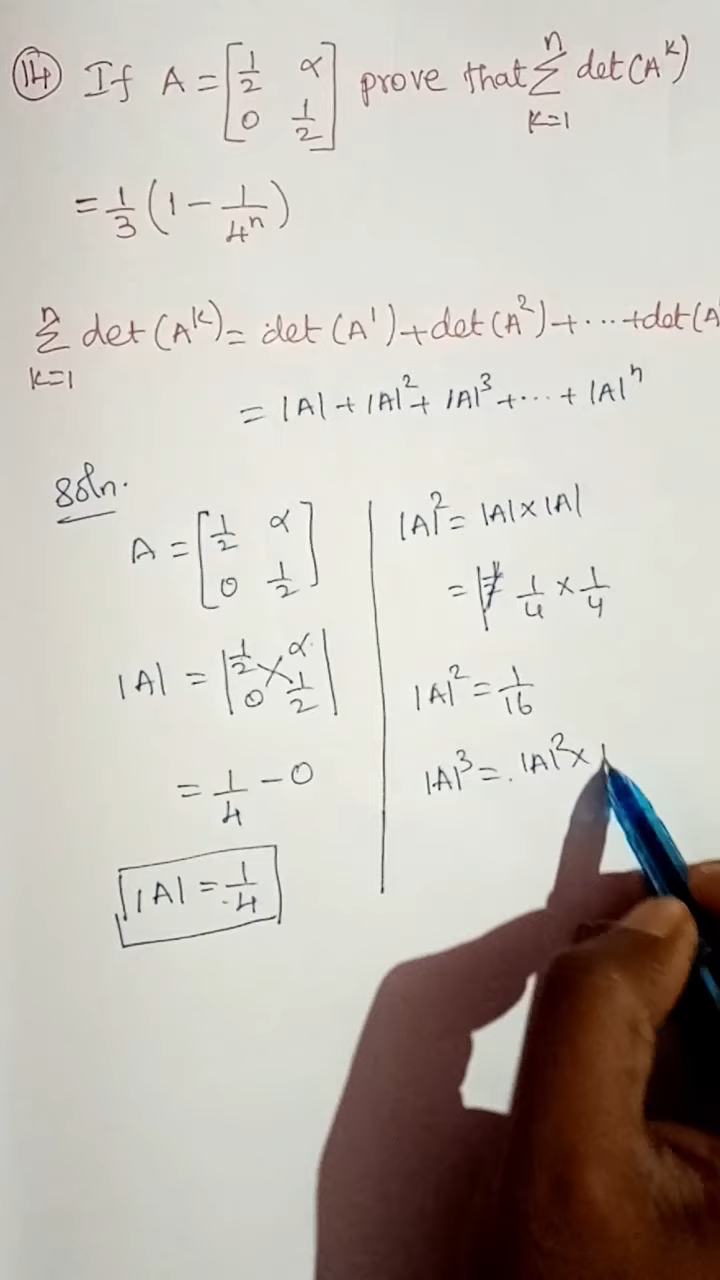 14 If A = [1/2 α; 0 1/2] prove that ∑_{k=1}^{n} det(A^k)
= 1/3 (1 - 1/4^n)
∑_{k=1}^{n} det(A^k) = det(A^1) + det(A^2) + ... + det(A
= |A| + |A|^2 + |A|^3 + ... + |A|^n
Soln.
A = [1/2 α; 0 1/2]
|A| = |1/2 α; 0 1/2|
= 1/4 - 0
|A| = 1/4
|A|^2 = |A| × |A|
= 1/4 × 1/4
|A|^2 = 1/16
|A|^3 = |A|^2 × |